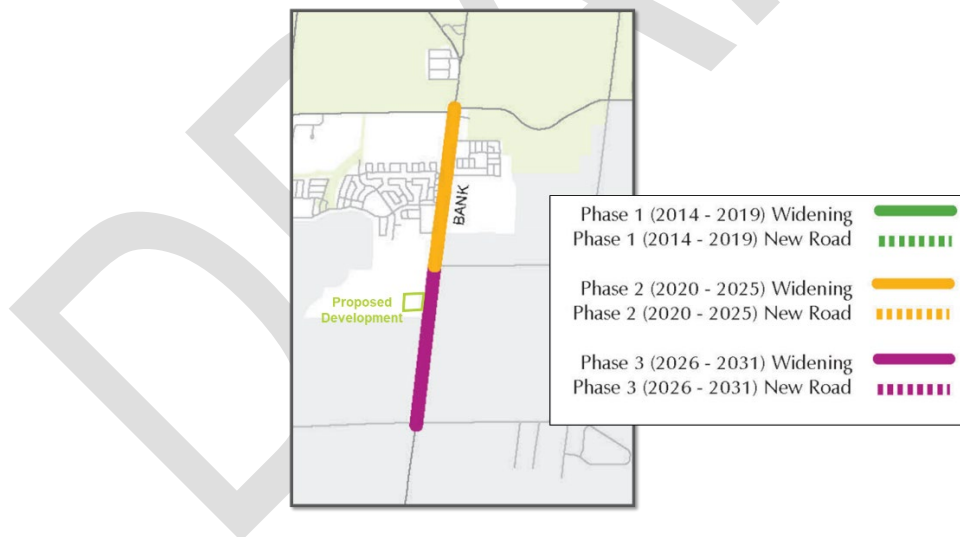 BANK
Proposed
Development
Phase 1 (2014 - 2019) Widening
Phase 1 (2014 - 2019) New Road
Phase 2 (2020 - 2025) Widening
Phase 2 (2020 - 2025) New Road
Phase 3 (2026 - 2031) Widening
Phase 3 (2026 - 2031) New Road